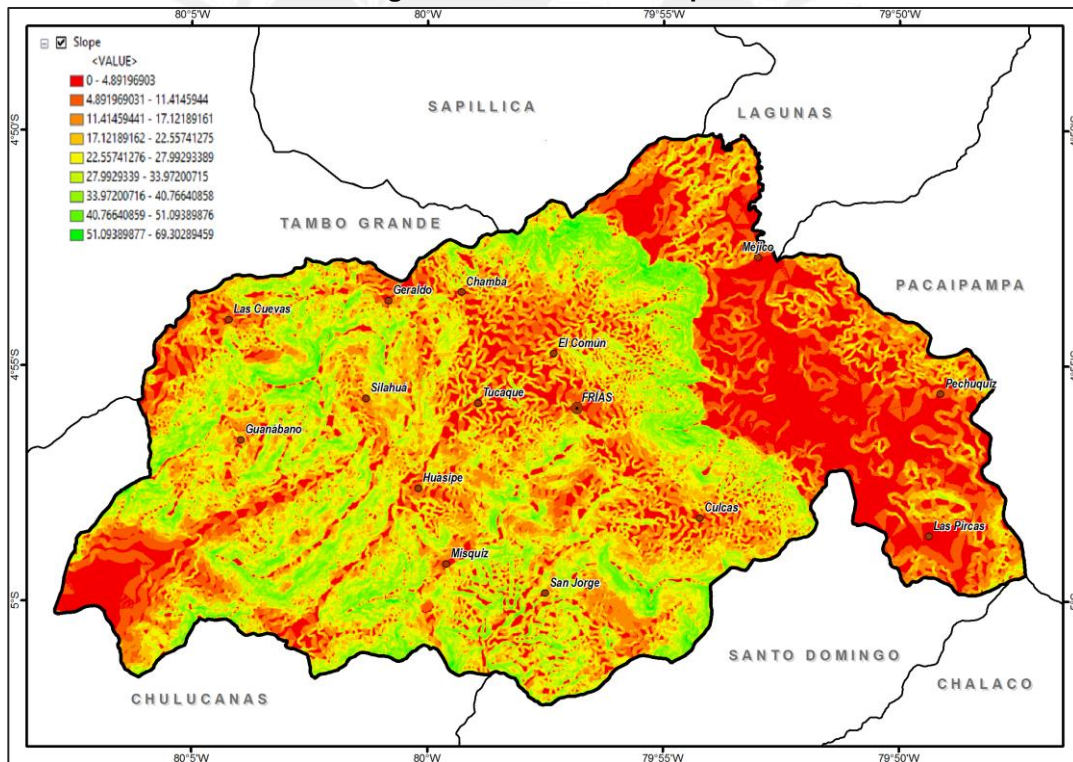 80°5'W 80°W 79°55'W 79°50'W
Slope
<VALUE>
0 - 4.89196903
4.891969031 - 11.4145944
11.41459441 - 17.12189161
17.12189162 - 22.55741275
22.55741276 - 27.99293389
27.9929339 - 33.97200715
33.97200716 - 40.76640858
40.76640859 - 51.09389876
51.09389877 - 69.30289459
SAPILLICA
LAGUNAS
4°50'S
TAMBO GRANDE
Mejico
PACAIPAMPA
Geraldo
Chamba
Las Cuevas
El Común
4°55'S
Silahua
Tucaque
FRÍAS
Pechuquiz
Guanábano
Huasipe
Culcas
Las Pircas
Misquiz
San Jorge
5°S
SANTO DOMINGO
CHALACO
CHULUCANAS
80°5'W 80°W 79°55'W 79°50'W